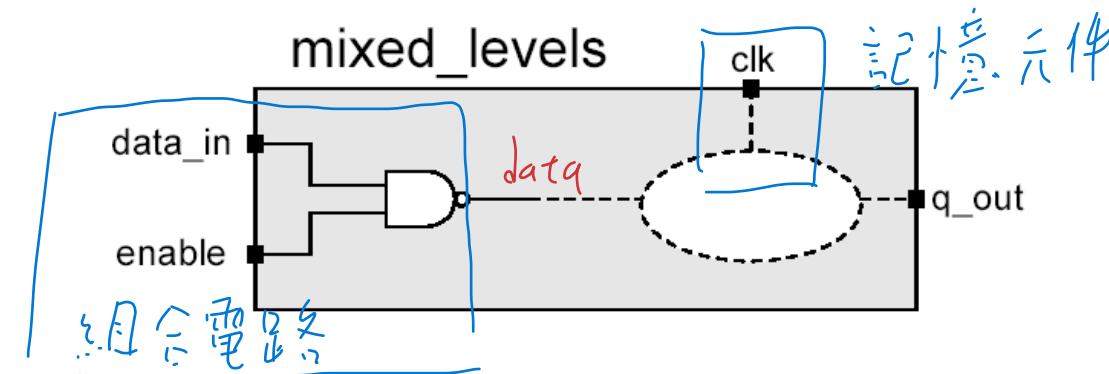 mixed_levels
clk
記憶元件
data_in
data
q_out
enable
組合電路